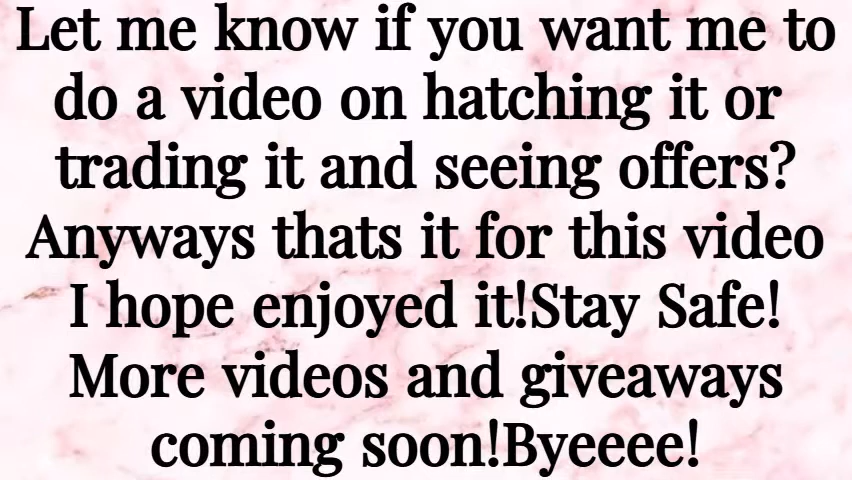 Let me know if you want me to
do a video on hatching it or
trading it and seeing offers?
Anyways thats it for this video
I hope enjoyed it!Stay Safe!
More videos and giveaways
coming soon!Byeeee!